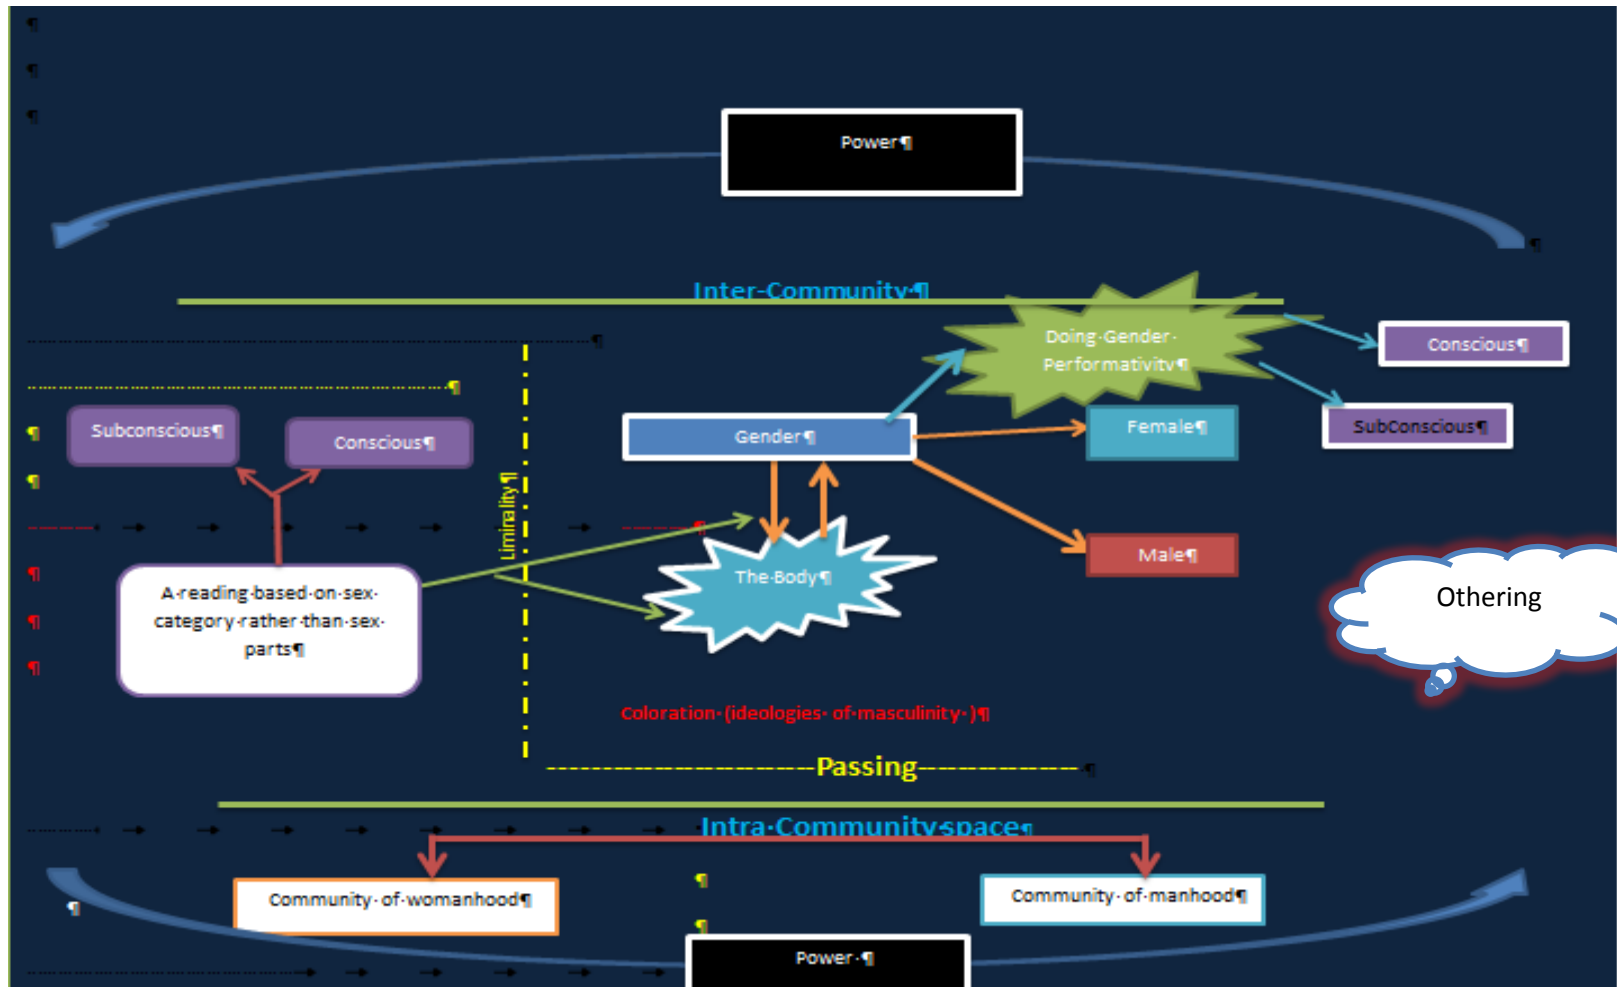 Power¶
Inter-Community·¶
Doing·Gender·
Performativity¶
Conscious¶
Subconscious¶
Conscious¶
Gender¶
Female¶
SubConscious¶
Liminality¶
Male¶
The·Body¶
A·reading·based·on·sex·
category·rather·than·sex·
parts¶
Othering
Coloration·(ideologies·of·masculinity·)¶
Passing
Intra·Community·space¶
Community·of·womanhood¶
Community·of·manhood¶
Power·¶